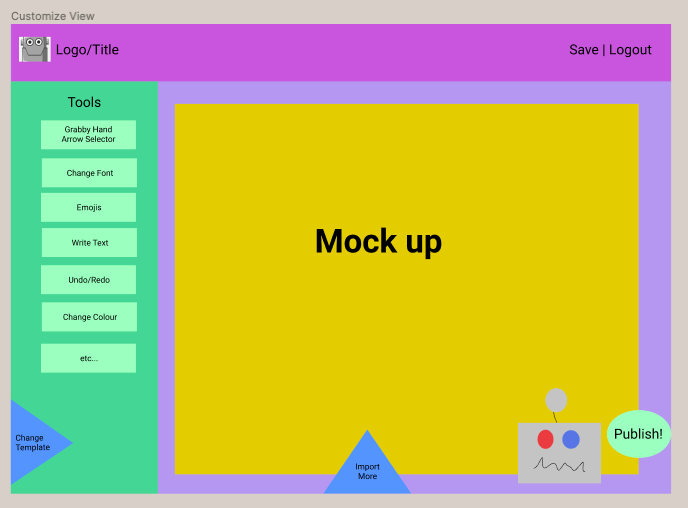 Customize View
Logo/Title
Save | Logout
Tools
Grabby Hand
Arrow Selector
Change Font
Emojis
Write Text
Undo/Redo
Change Colour
etc...
Mock up
Change
Template
Import
More
Publish!